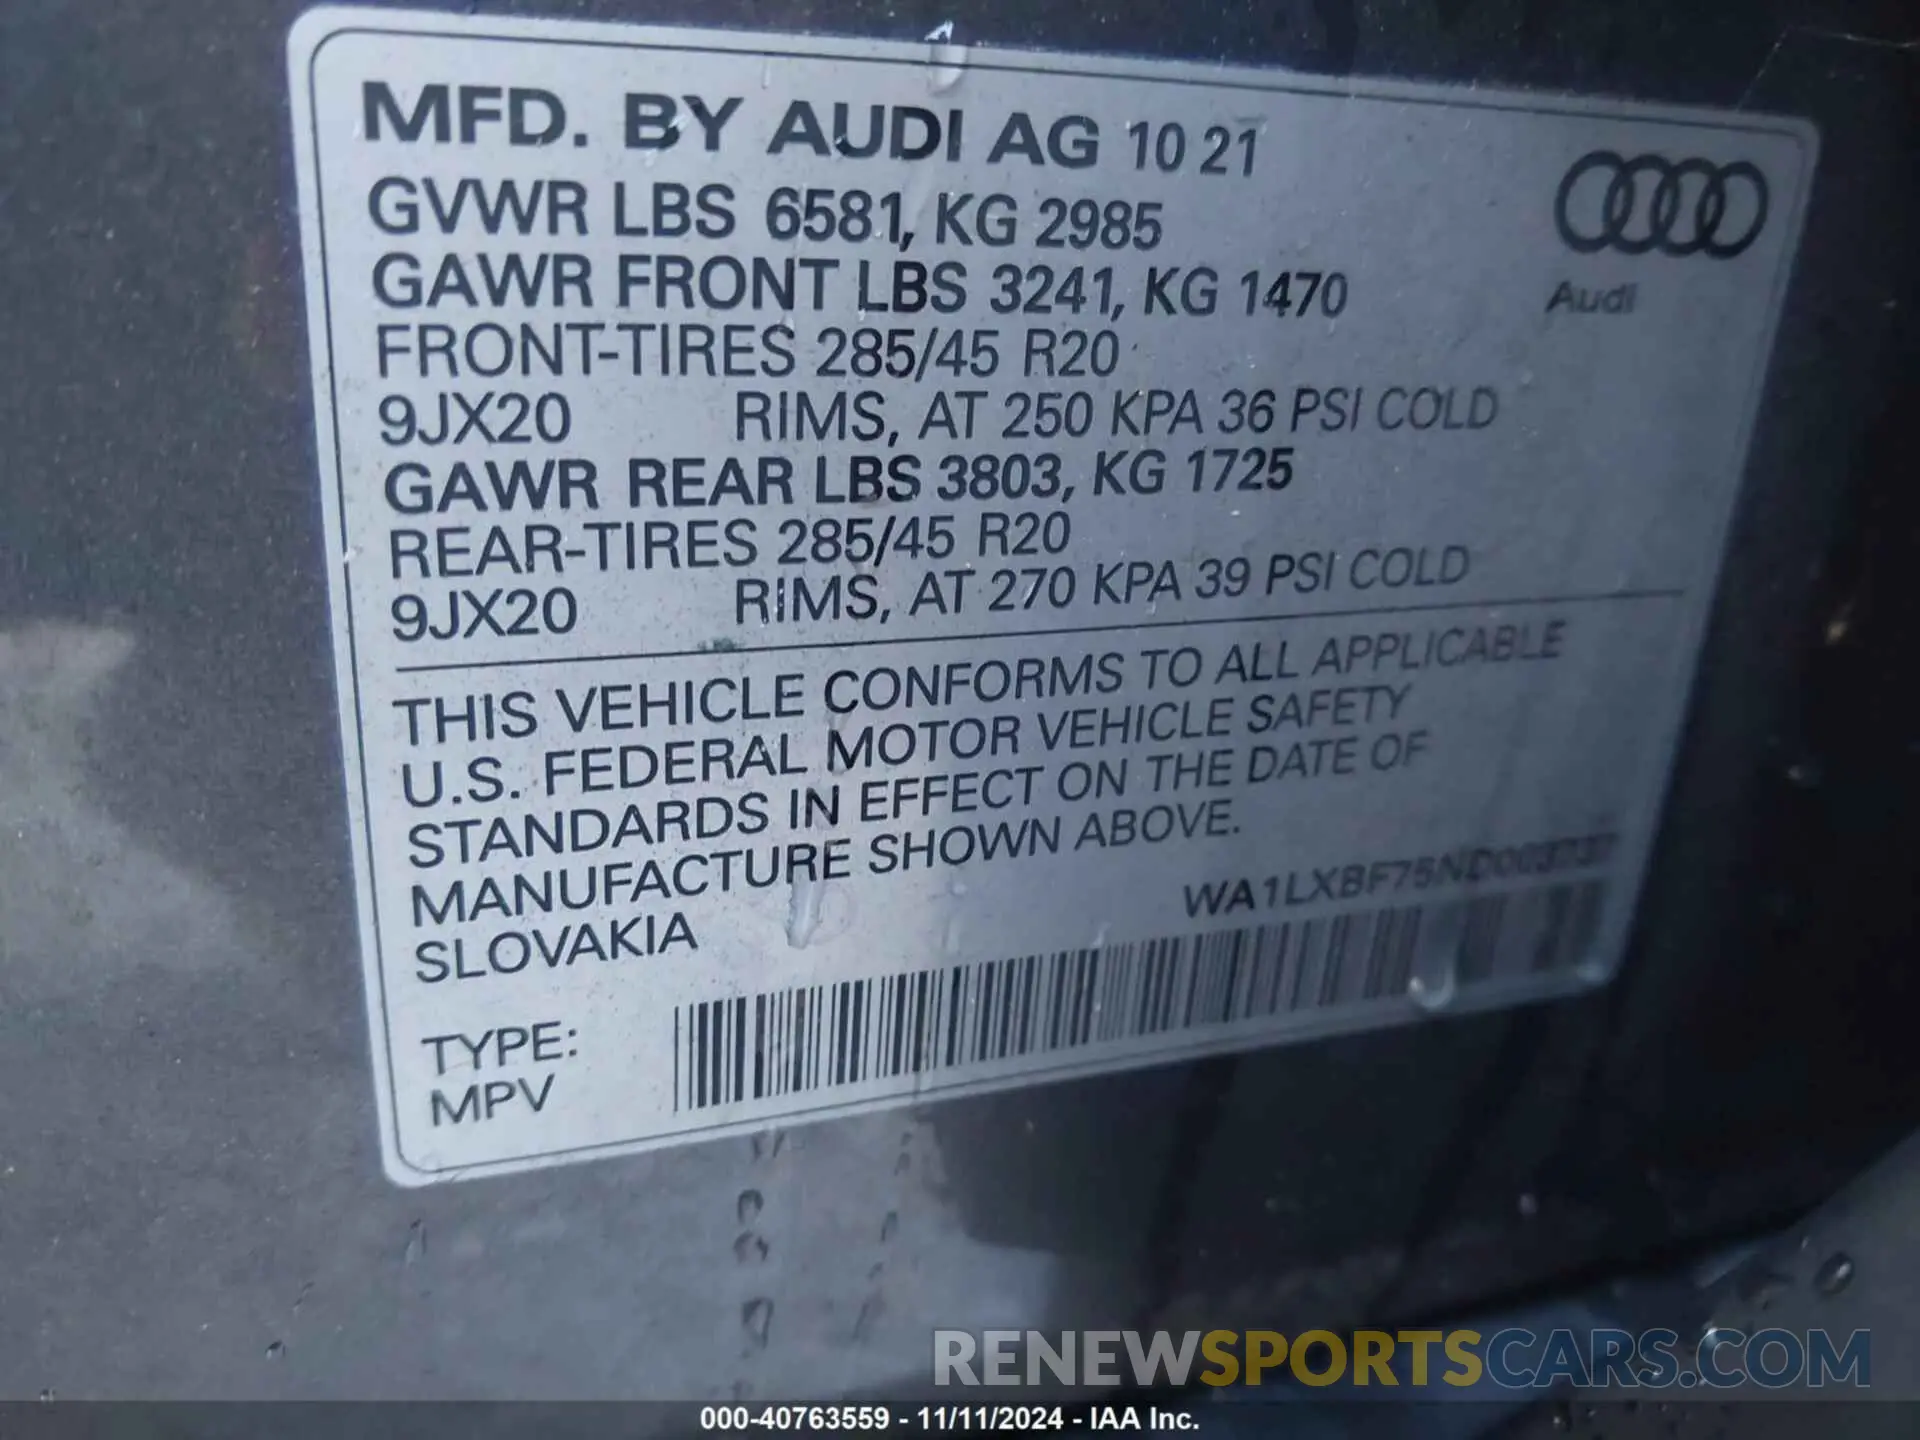 MFD. BY AUDI AG 10 21
GVWR LBS 6581, KG 2985
GAWR FRONT LBS 3241, KG 1470
FRONT-TIRES 285/45 R20
9JX20 RIMS, AT 250 KPA 36 PSI COLD
GAWR REAR LBS 3803, KG 1725
REAR-TIRES 285/45 R20
9JX20 RIMS, AT 270 KPA 39 PSI COLD
Audi
THIS VEHICLE CONFORMS TO ALL APPLICABLE
U.S. FEDERAL MOTOR VEHICLE SAFETY
STANDARDS IN EFFECT ON THE DATE OF
MANUFACTURE SHOWN ABOVE.
SLOVAKIA
TYPE:
MPV
RENEWSPORTSCARS.COM
000-40763559 - 11/11/2024 - IAA Inc.